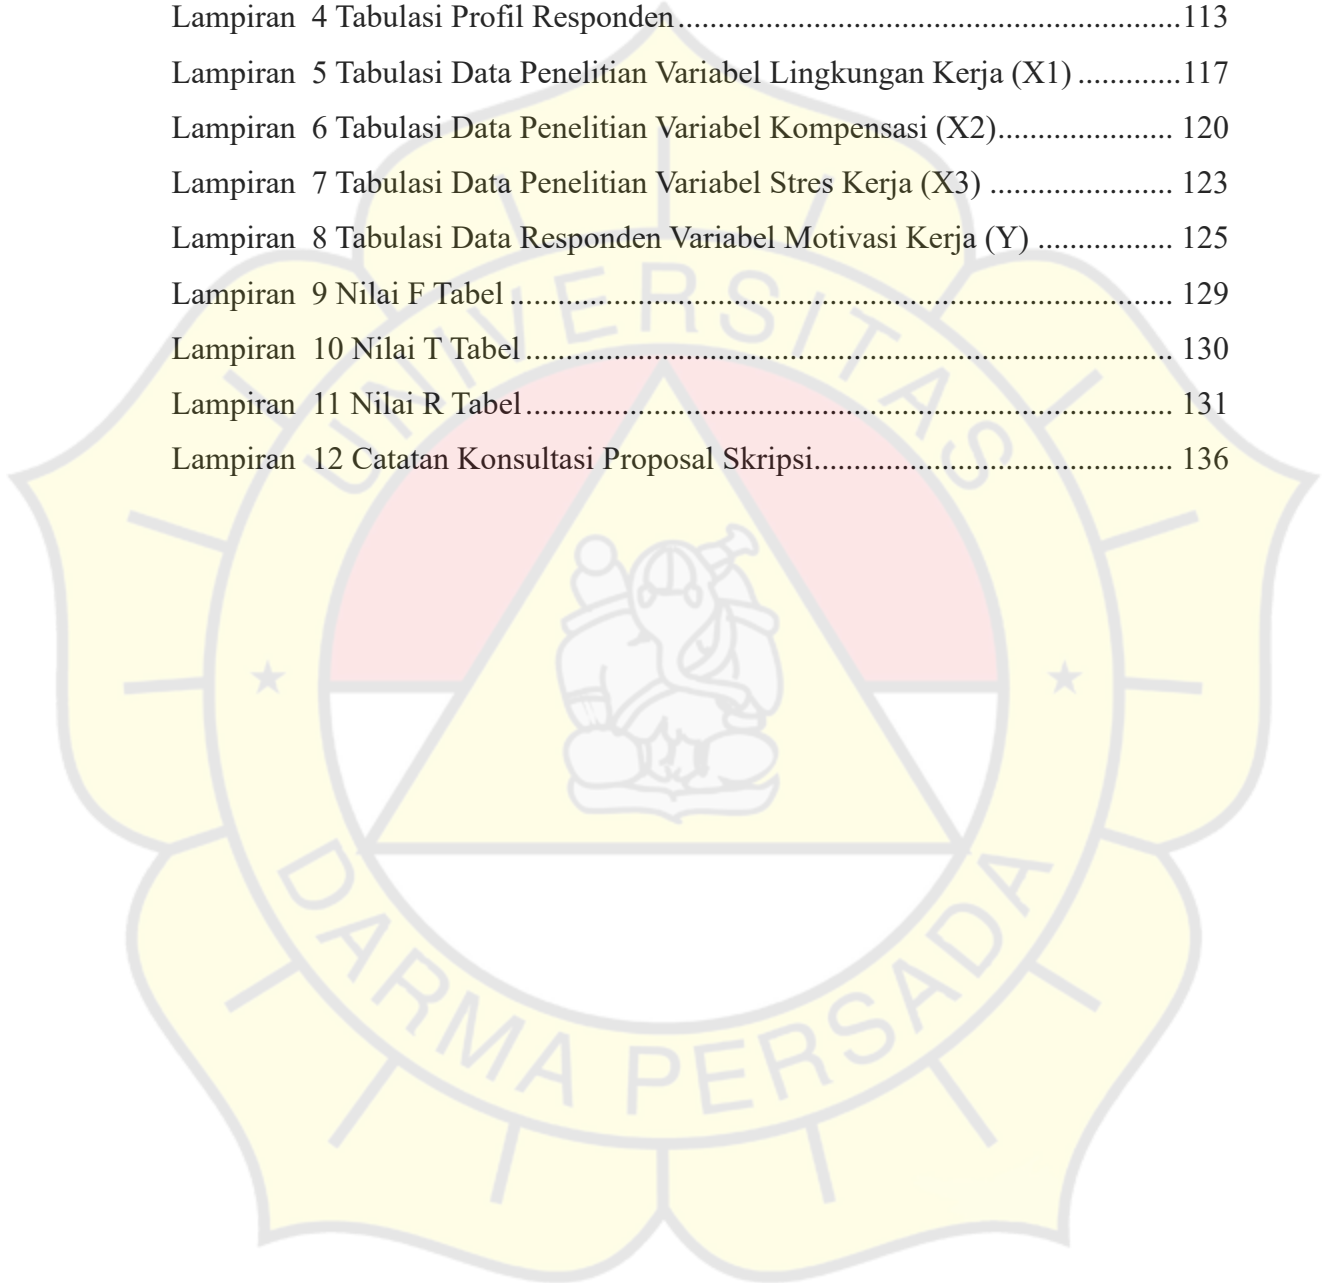 Lampiran 4 Tabulasi Profil Responden...............................................................113
Lampiran 5 Tabulasi Data Penelitian Variabel Lingkungan Kerja (X1) .............117
Lampiran 6 Tabulasi Data Penelitian Variabel Kompensasi (X2)...................... 120
Lampiran 7 Tabulasi Data Penelitian Variabel Stres Kerja (X3) ....................... 123
Lampiran 8 Tabulasi Data Responden Variabel Motivasi Kerja (Y) ................. 125
Lampiran 9 Nilai F Tabel ................................................................................... 129
Lampiran 10 Nilai T Tabel ................................................................................. 130
Lampiran 11 Nilai R Tabel ................................................................................. 131
Lampiran 12 Catatan Konsultasi Proposal Skripsi............................................. 136
UNIVERSITAS
DARMA PERSADA